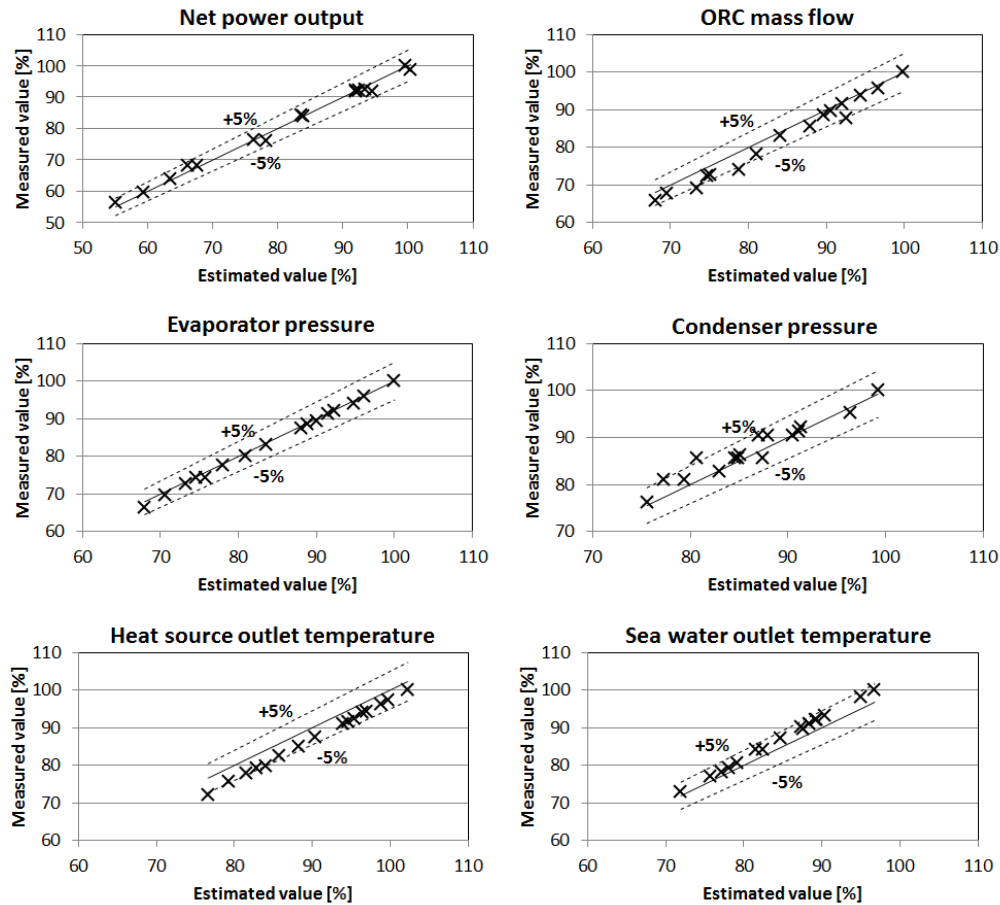 Net power output
Measured value [%]
110
100
90
80
70
60
50
+5%
-5%
50 60 70 80 90 100 110
Estimated value [%]
ORC mass flow
Measured value [%]
110
100
90
80
70
60
+5%
-5%
60 70 80 90 100 110
Estimated value [%]
Evaporator pressure
Measured value [%]
110
100
90
80
70
60
+5%
-5%
60 70 80 90 100 110
Estimated value [%]
Condenser pressure
Measured value [%]
110
100
90
80
70
+5%
-5%
70 80 90 100 110
Estimated value [%]
Heat source outlet temperature
Measured value [%]
110
100
90
80
70
60
+5%
-5%
60 70 80 90 100 110
Estimated value [%]
Sea water outlet temperature
Measured value [%]
110
100
90
80
70
60
+5%
-5%
60 70 80 90 100 110
Estimated value [%]